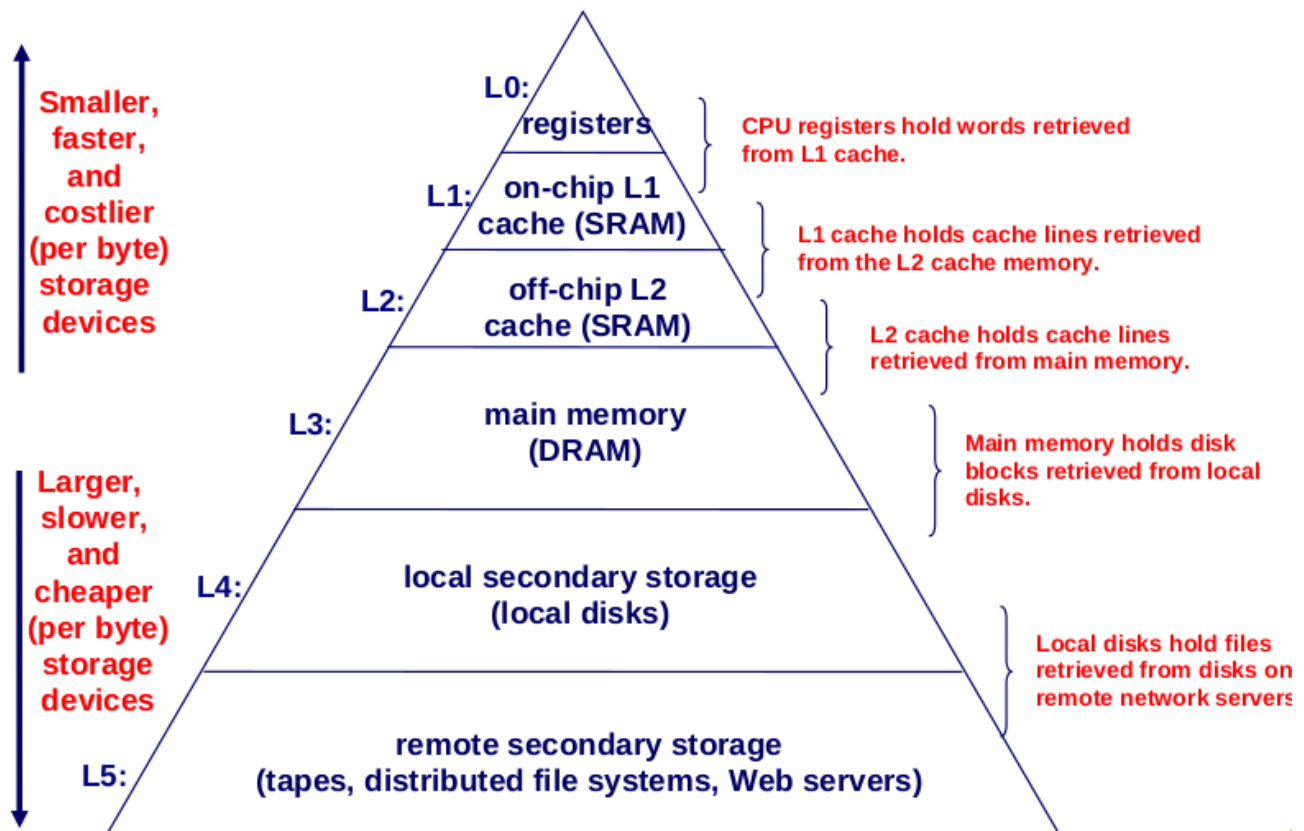 Smaller,
faster,
and
costlier
(per byte)
storage
devices
Larger,
slower,
and
cheaper
(per byte)
storage
devices
L0:
registers
L1:
on-chip L1
cache (SRAM)
L2:
off-chip L2
cache (SRAM)
L3:
main memory
(DRAM)
L4:
local secondary storage
(local disks)
L5:
remote secondary storage
(tapes, distributed file systems, Web servers)
CPU registers hold words retrieved
from L1 cache.
L1 cache holds cache lines retrieved
from the L2 cache memory.
L2 cache holds cache lines
retrieved from main memory.
Main memory holds disk
blocks retrieved from local
disks.
Local disks hold files
retrieved from disks on
remote network servers